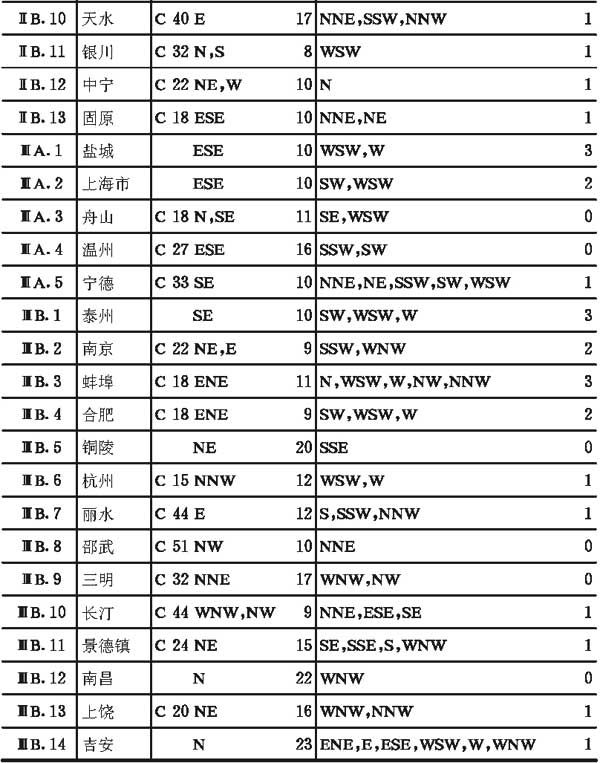 ⅡB.10 天水 C 40 E 17 NNE,SSW,NNW 1
ⅡB.11 银川 C 32 N,S 8 WSW 1
ⅡB.12 中宁 C 22 NE,W 10 N 1
ⅡB.13 固原 C 18 ESE 10 NNE,NE 1
ⅢA.1 盐城 ESE 10 WSW,W 3
ⅢA.2 上海市 ESE 10 SW,WSW 2
ⅢA.3 舟山 C 18 N,SE 11 SE,WSW 0
ⅢA.4 温州 C 27 ESE 16 SSW,SW 0
ⅢA.5 宁德 C 33 SE 10 NNE,NE,SSW,SW,WSW 1
ⅢB.1 泰州 SE 10 SW,WSW,W 3
ⅢB.2 南京 C 22 NE,E 9 SSW,WNW 2
ⅢB.3 蚌埠 C 18 ENE 11 N,WSW,W,NW,NNW 3
ⅢB.4 合肥 C 18 ENE 9 SW,WSW,W 2
ⅢB.5 铜陵 NE 20 SSE 0
ⅢB.6 杭州 C 15 NNW 12 WSW,W 1
ⅢB.7 丽水 C 44 E 12 S,SSW,NNW 1
ⅢB.8 邵武 C 51 NW 10 NNE 0
ⅢB.9 三明 C 32 NNE 17 WNW,NW 0
ⅢB.10 长汀 C 44 WNW,NW 9 NNE,ESE,SE 1
ⅢB.11 景德镇 C 24 NE 15 SE,SSE,S,WNW 1
ⅢB.12 南昌 N 22 WNW 0
ⅢB.13 上饶 C 20 NE 16 WNW,NNW 1
ⅢB.14 吉安 N 23 ENE,E,ESE,WSW,W,WNW 1